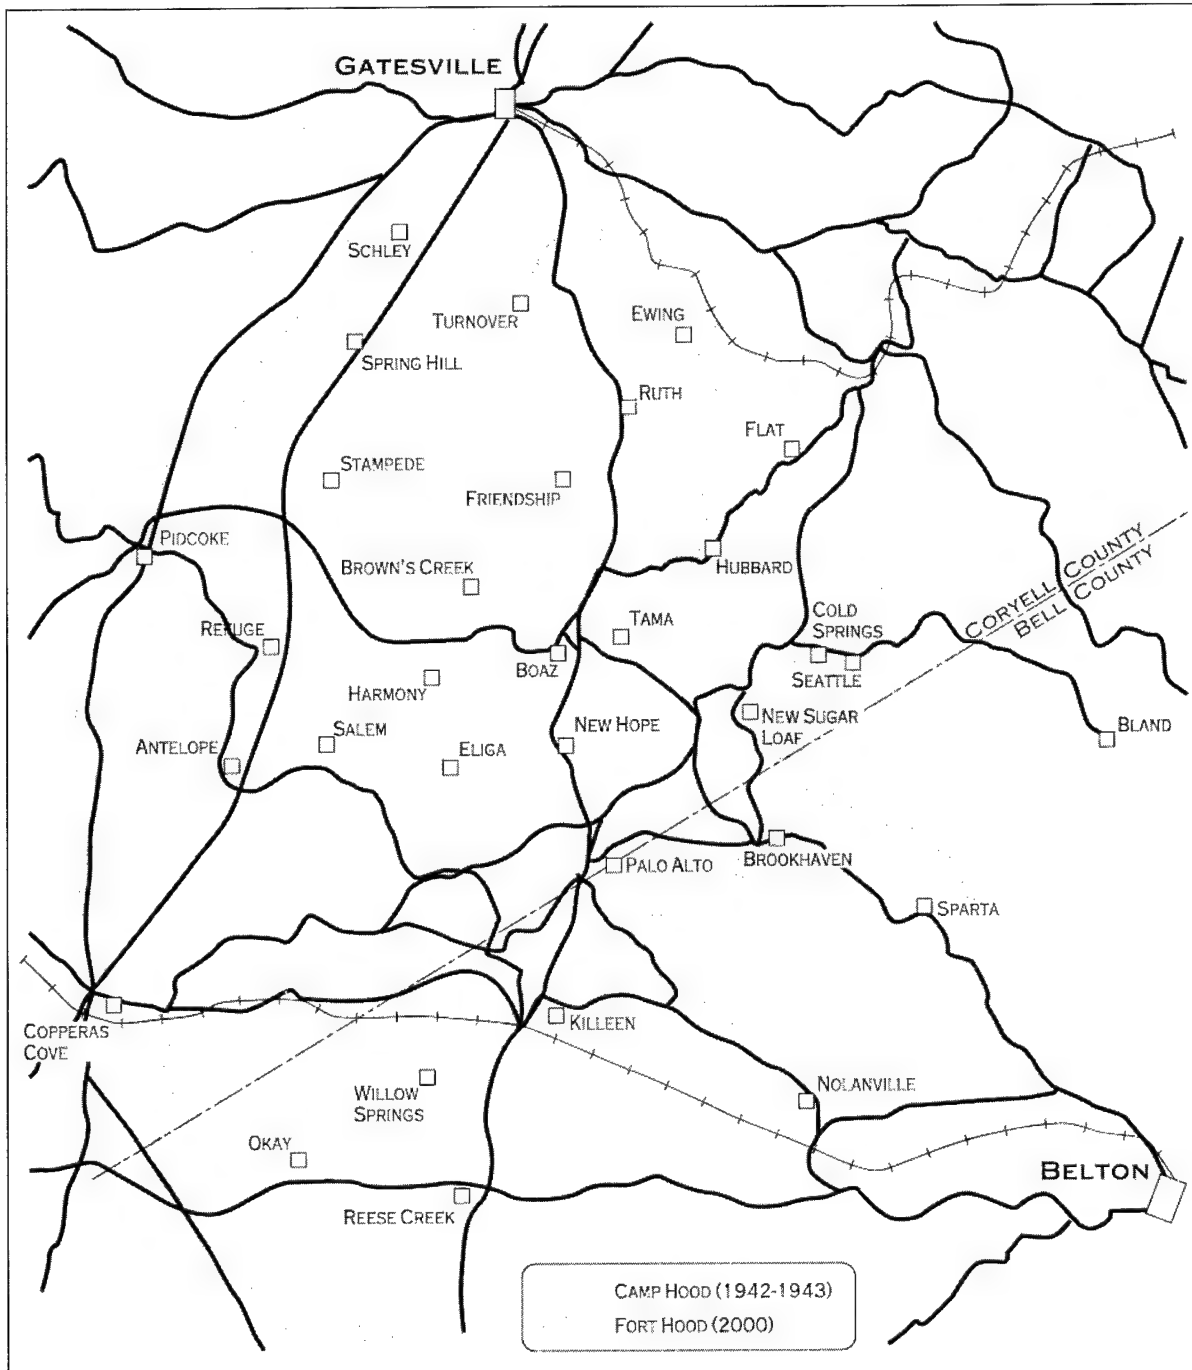 GATESVILLE
SCHLEY
TURNOVER
EWING
SPRING HILL
RUTH
FLAT
STAMPEDE
FRIENDSHIP
PIDCOKE
BROWN'S CREEK
HUBBARD
CORYELL COUNTY
BELL COUNTY
REFUGE
TAMA
COLD
SPRINGS
BOAZ
SEATTLE
HARMONY
SALEM
NEW HOPE
NEW SUGAR
LOAF
BLAND
ANTELOPE
ELIGA
PALO ALTO
BROOKHAVEN
SPARTA
COPPERAS
COVE
KILLEEN
WILLOW
SPRINGS
NOLANVILLE
OKAY
BELTON
REESE CREEK
CAMP HOOD (1942-1943)
FORT HOOD (2000)